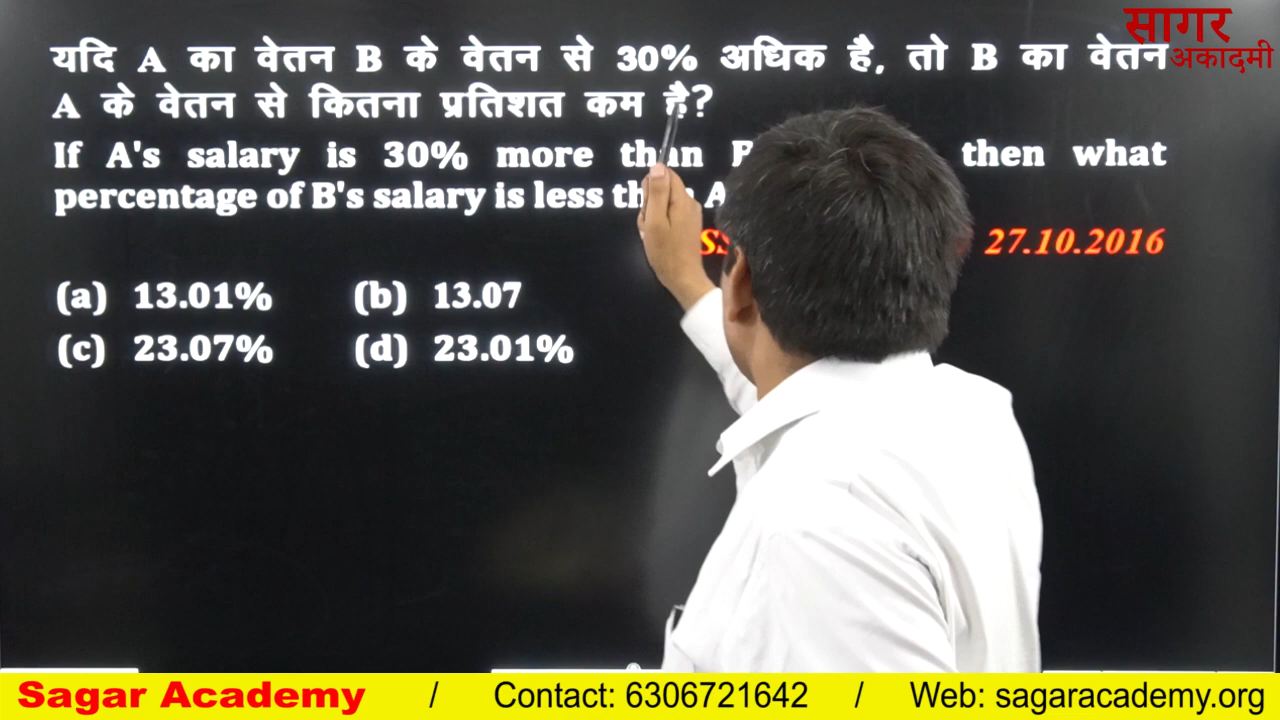 सागर
अकादमी
यदि A का वेतन B के वेतन से 30% अधिक है, तो B का वेतन
A के वेतन से कितना प्रतिशत कम है?
If A's salary is 30% more than then what
percentage of B's salary is less
27.10.2016
(a) 13.01% (b) 13.07
(c) 23.07% (d) 23.01%
Sagar Academy / Contact: 6306721642 / Web: sagaracademy.org